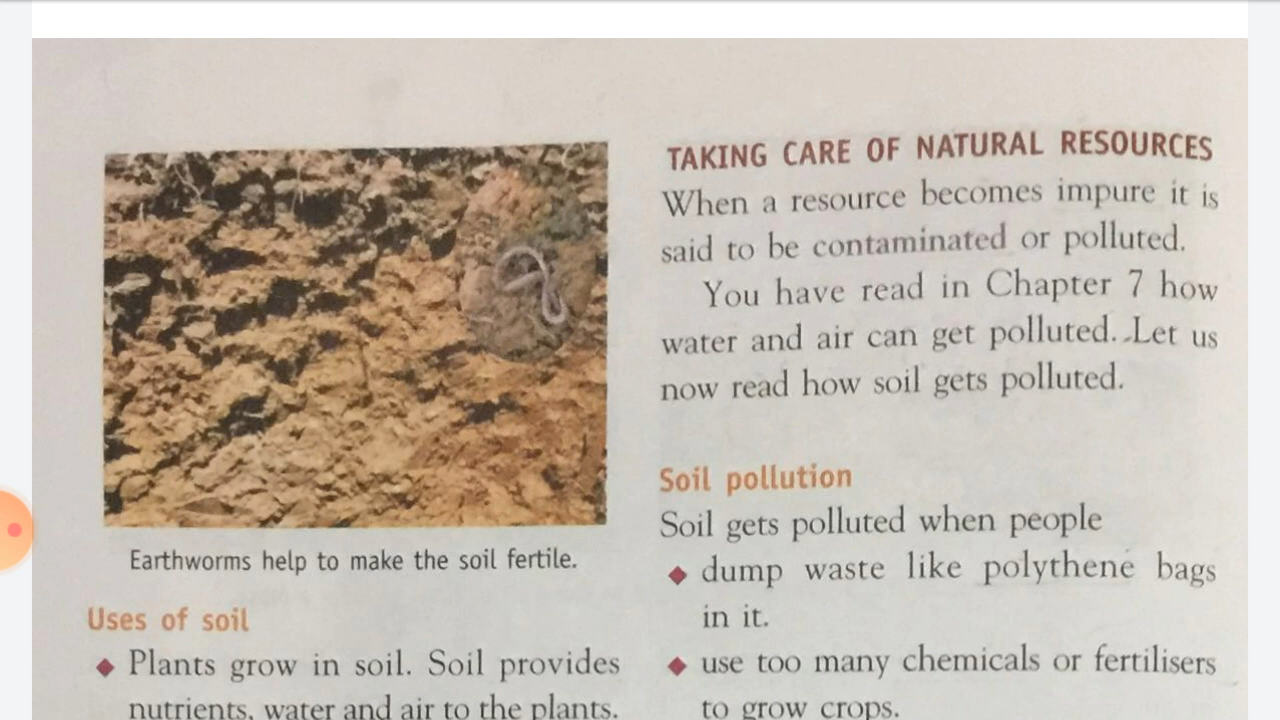 Earthworms help to make the soil fertile.
Uses of soil
◆ Plants grow in soil. Soil provides
nutrients, water and air to the plants.
TAKING CARE OF NATURAL RESOURCES
When a resource becomes impure it is
said to be contaminated or polluted.
You have read in Chapter 7 how
water and air can get polluted. Let us
now read how soil gets polluted.
Soil pollution
Soil gets polluted when people
◆ dump waste like polythene bags
in it.
◆ use too many chemicals or fertilisers
to grow crops.